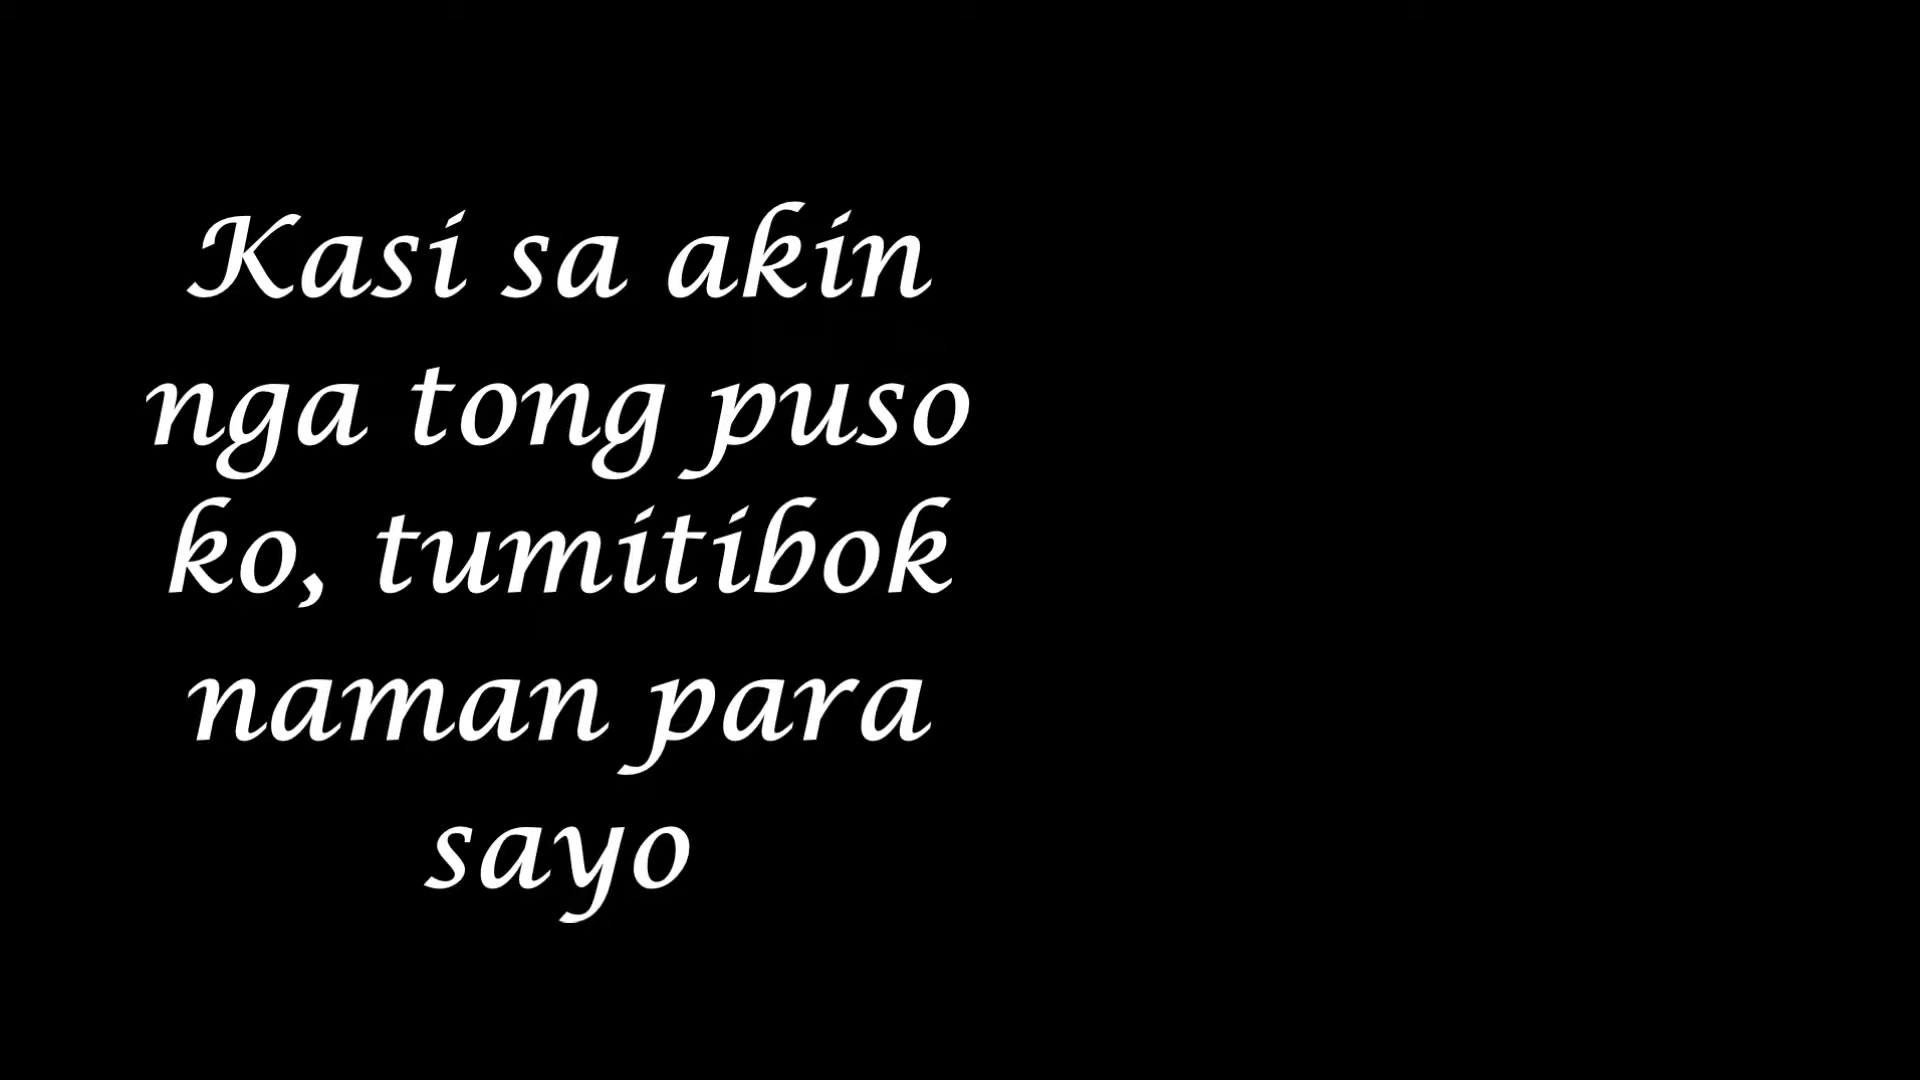 Kasi sa akin
nga tong puso
ko, tumitibok
naman para
sayo